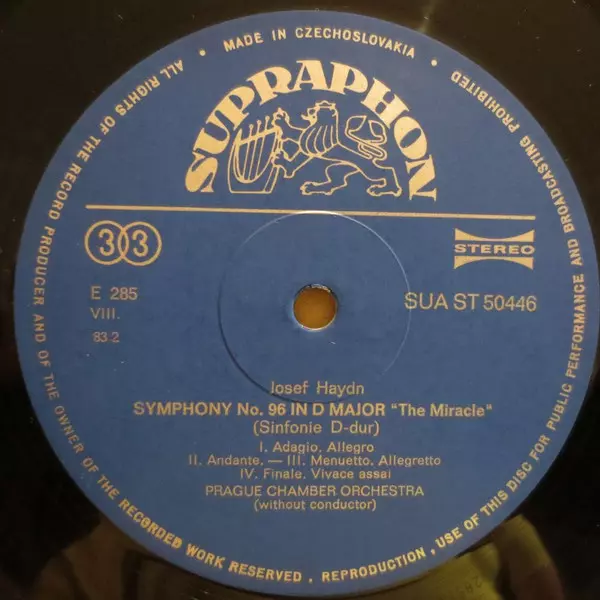 ALL RIGHTS OF THE RECORD PRODUCER AND OF THE OWNER OF THE RECORDED WORK RESERVED . REPRODUCTION , USE OF THIS DISC FOR PUBLIC PERFORMANCE AND BROADCASTING PROHIBITED
• MADE IN CZECHOSLOVAKIA •
SUPRAPHON
33
STEREO
E 285
SUA ST 50446
VIII.
83.2
Josef Haydn
SYMPHONY No. 96 IN D MAJOR "The Miracle"
(Sinfonie D-dur)
I. Adagio. Allegro
II. Andante. — III. Menuetto. Allegretto
IV. Finale. Vivace assai
PRAGUE CHAMBER ORCHESTRA
(without conductor)